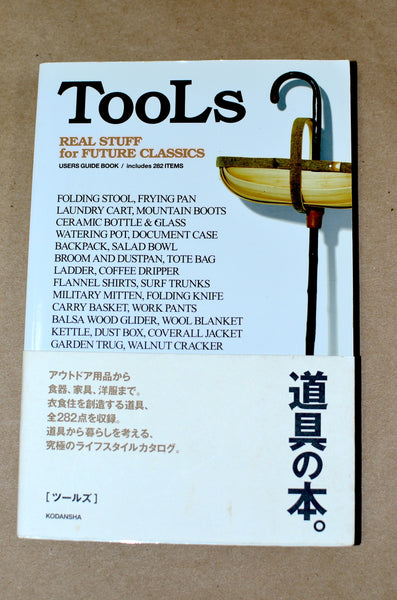 TooLs
REAL STUFF
for FUTURE CLASSICS
USERS GUIDE BOOK / includes 282 ITEMS
FOLDING STOOL, FRYING PAN
LAUNDRY CART, MOUNTAIN BOOTS
CERAMIC BOTTLE & GLASS
WATERING POT, DOCUMENT CASE
BACKPACK, SALAD BOWL
BROOM AND DUSTPAN, TOTE BAG
LADDER, COFFEE DRIPPER
FLANNEL SHIRTS, SURF TRUNKS
MILITARY MITTEN, FOLDING KNIFE
CARRY BASKET, WORK PANTS
BALSA WOOD GLIDER, WOOL BLANKET
KETTLE, DUST BOX, COVERALL JACKET
GARDEN TRUG, WALNUT CRACKER
道具の本。
アウトドア用品から
食器、家具、洋服まで。
衣食住を創造する道具、
全282点を収録。
道具から暮らしを考える、
究極のライフスタイルカタログ。
[ツールズ]
KODANSHA